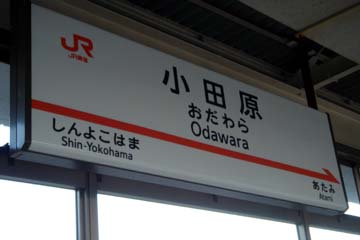 JR
JR東海
小田原
おだわら
Odawara
しんよこはま
Shin-Yokohama
あたみ
Atami